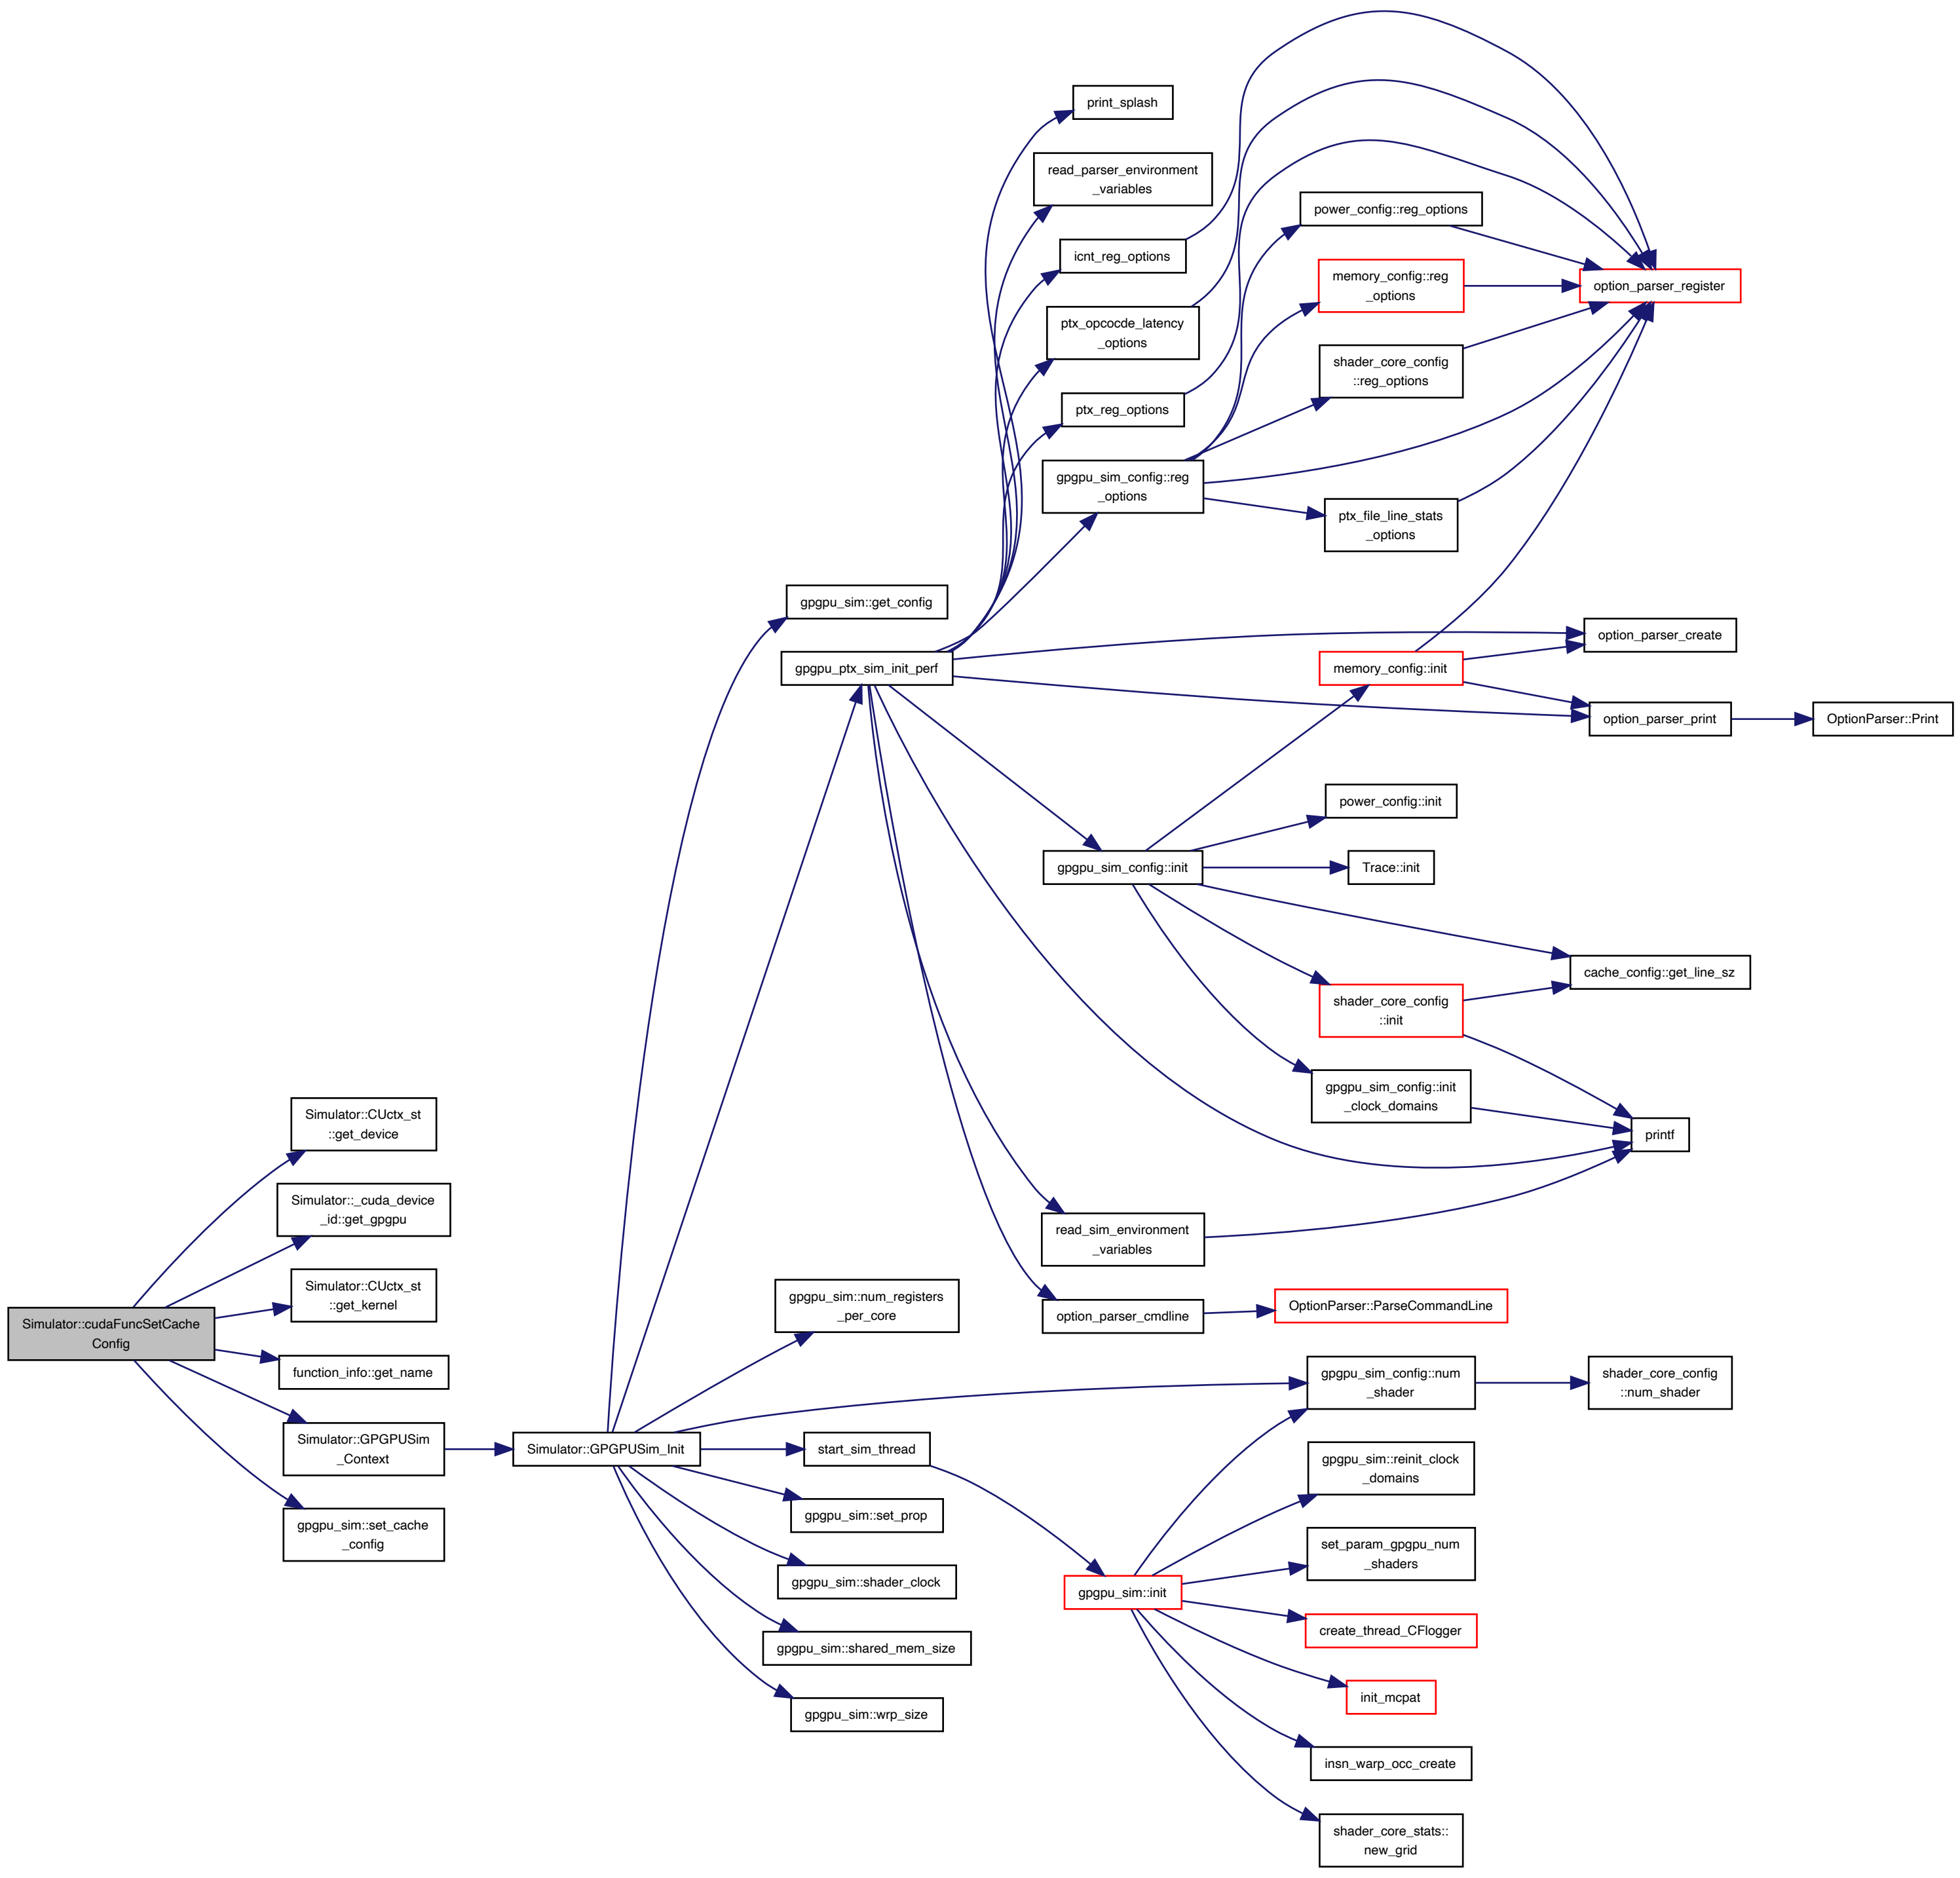 print_splash
read_parser_environment
_variables
icnt_reg_options
ptx_opcocde_latency
_options
ptx_reg_options
gpgpu_sim_config::reg
_options
power_config::reg_options
memory_config::reg
_options
shader_core_config
::reg_options
ptx_file_line_stats
_options
option_parser_register
gpgpu_sim::get_config
gpgpu_ptx_sim_init_perf
memory_config::init
option_parser_create
option_parser_print
OptionParser::Print
power_config::init
gpgpu_sim_config::init
Trace::init
cache_config::get_line_sz
shader_core_config
::init
gpgpu_sim_config::init
_clock_domains
printf
read_sim_environment
_variables
option_parser_cmdline
OptionParser::ParseCommandLine
Simulator::CUctx_st
::get_device
Simulator::_cuda_device
_id::get_gpgpu
Simulator::CUctx_st
::get_kernel
Simulator::cudaFuncSetCache
Config
function_info::get_name
Simulator::GPGPUSim
_Context
gpgpu_sim::set_cache
_config
Simulator::GPGPUSim_Init
gpgpu_sim::num_registers
_per_core
start_sim_thread
gpgpu_sim::set_prop
gpgpu_sim::shader_clock
gpgpu_sim::shared_mem_size
gpgpu_sim::wrp_size
gpgpu_sim::init
gpgpu_sim_config::num
_shader
shader_core_config
::num_shader
gpgpu_sim::reinit_clock
_domains
set_param_gpgpu_num
_shaders
create_thread_CFlogger
init_mcpat
insn_warp_occ_create
shader_core_stats::
new_grid